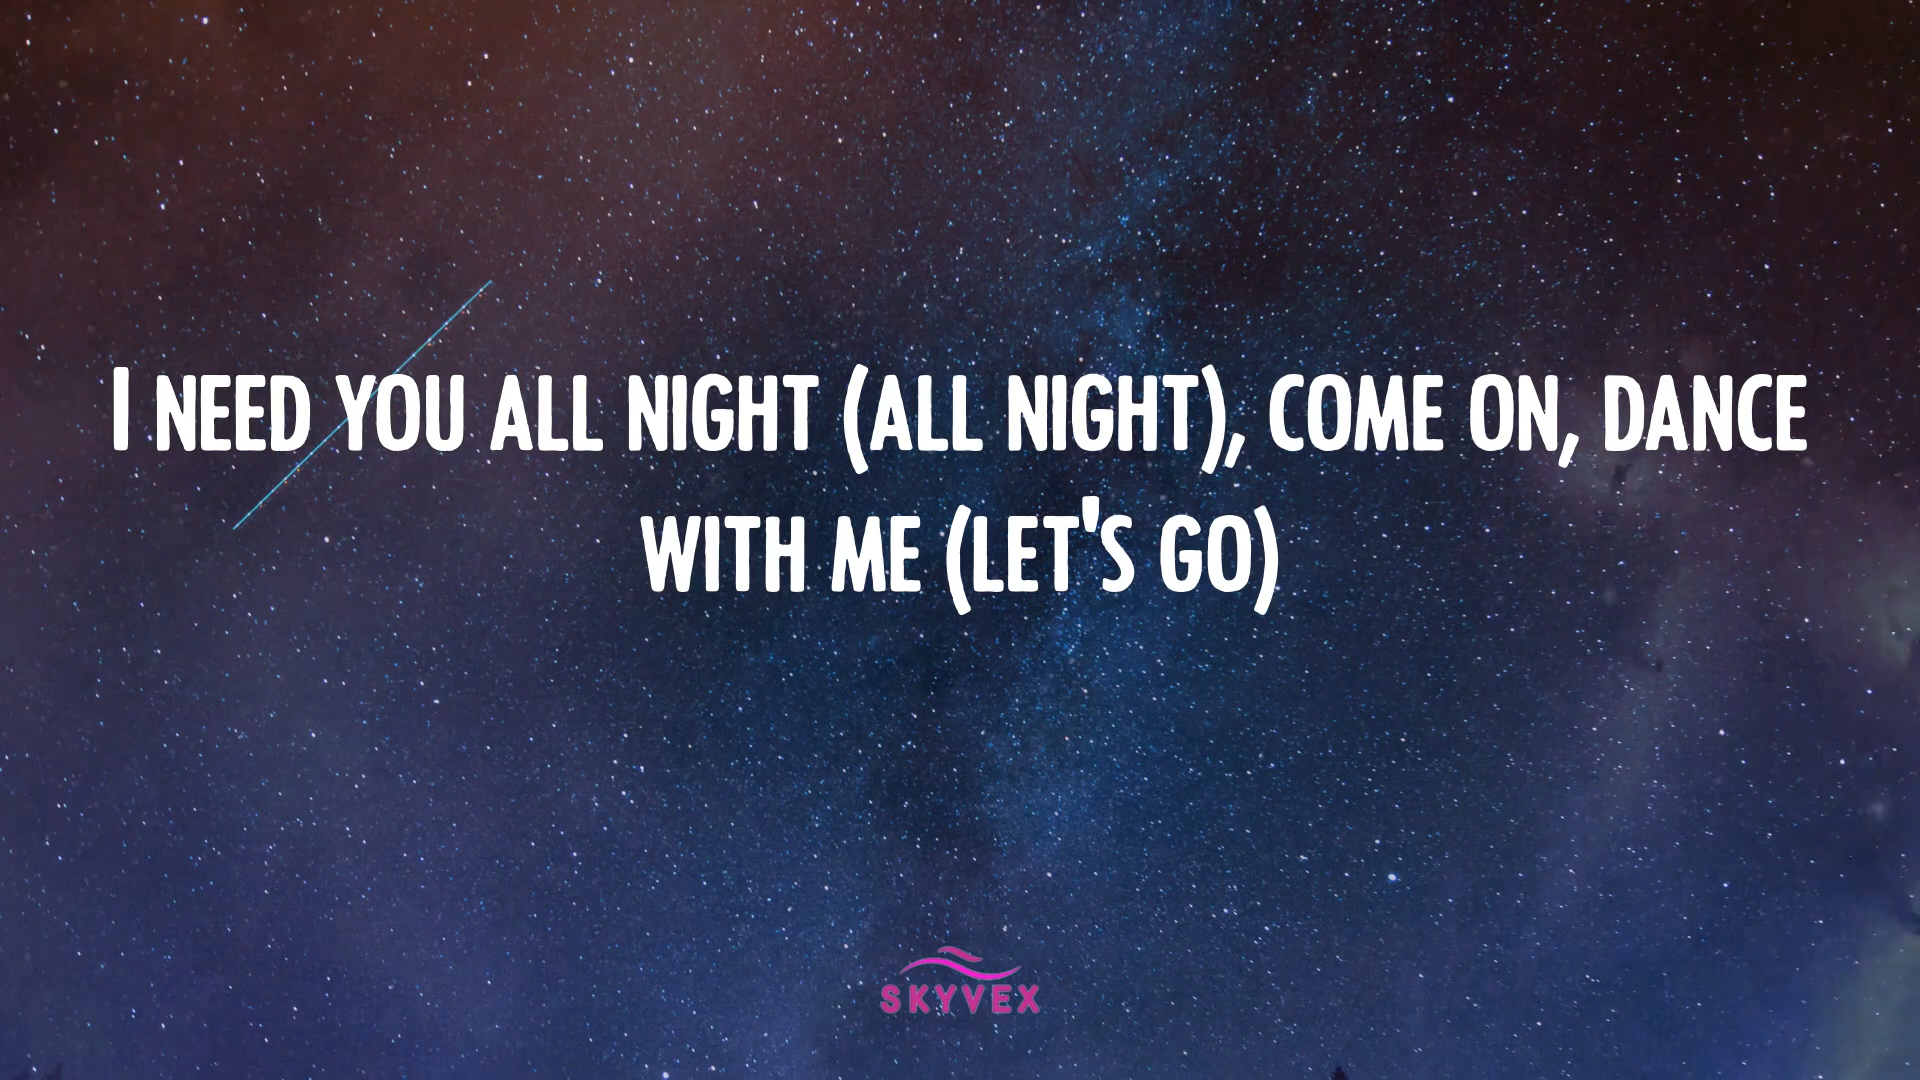 I NEED YOU ALL NIGHT (ALL NIGHT), COME ON, DANCE
WITH ME (LET'S GO)
SKYVEX